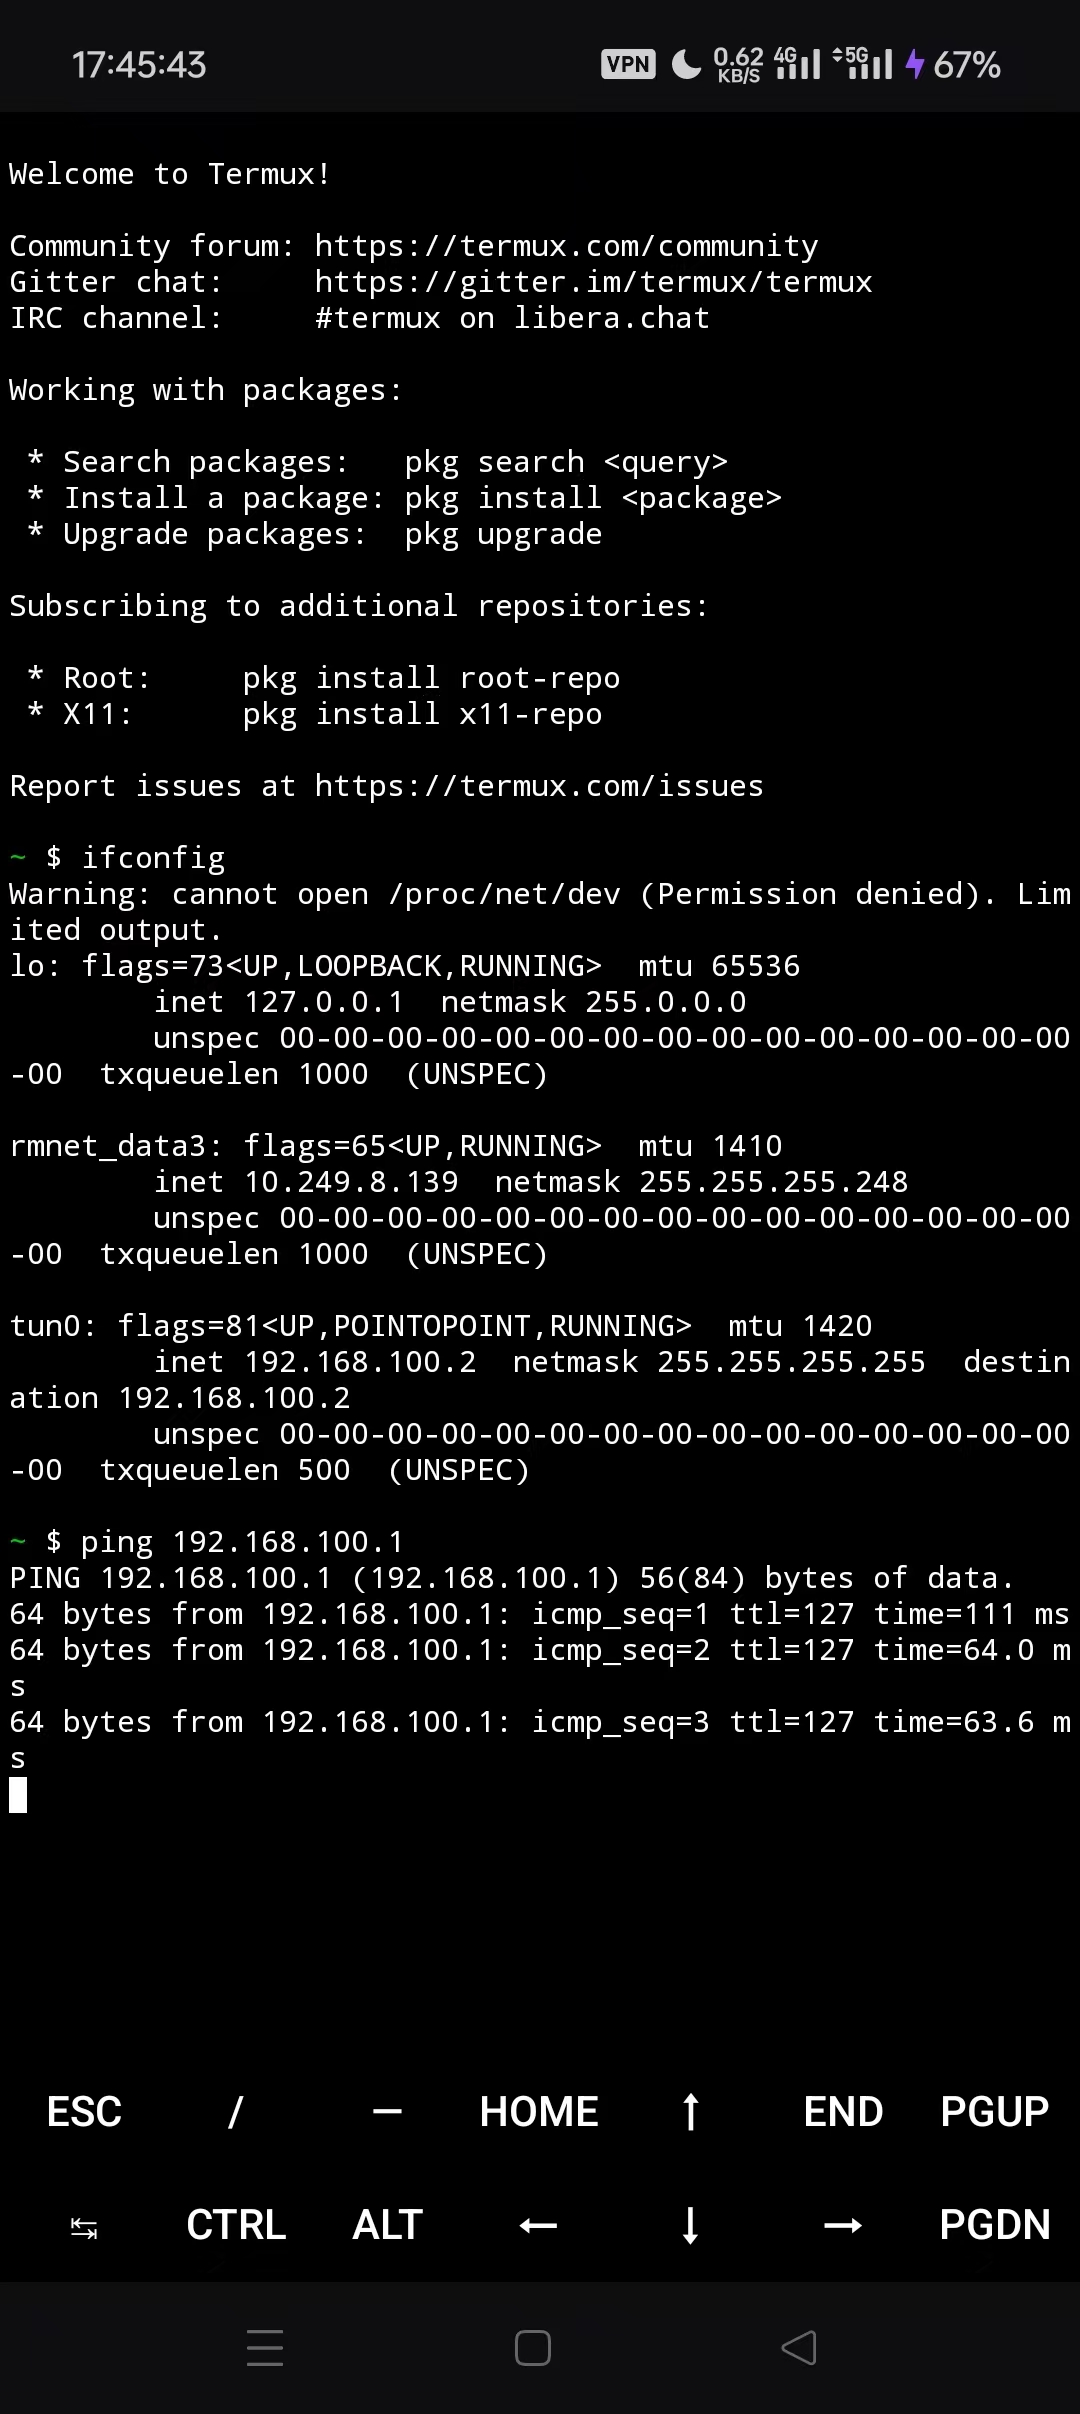 17:45:43 VPN 0.62 KB/S 4G 5G 67%
Welcome to Termux!
Community forum: https://termux.com/community
Gitter chat:     https://gitter.im/termux/termux
IRC channel:     #termux on libera.chat
Working with packages:
 * Search packages:   pkg search <query>
 * Install a package: pkg install <package>
 * Upgrade packages:  pkg upgrade
Subscribing to additional repositories:
 * Root:     pkg install root-repo
 * X11:      pkg install x11-repo
Report issues at https://termux.com/issues
~ $ ifconfig
Warning: cannot open /proc/net/dev (Permission denied). Lim
ited output.
lo: flags=73<UP,LOOPBACK,RUNNING>  mtu 65536
        inet 127.0.0.1  netmask 255.0.0.0
        unspec 00-00-00-00-00-00-00-00-00-00-00-00-00-00-00
-00  txqueuelen 1000  (UNSPEC)
rmnet_data3: flags=65<UP,RUNNING>  mtu 1410
        inet 10.249.8.139  netmask 255.255.255.248
        unspec 00-00-00-00-00-00-00-00-00-00-00-00-00-00-00
-00  txqueuelen 1000  (UNSPEC)
tun0: flags=81<UP,POINTOPOINT,RUNNING>  mtu 1420
        inet 192.168.100.2  netmask 255.255.255.255  destin
ation 192.168.100.2
        unspec 00-00-00-00-00-00-00-00-00-00-00-00-00-00-00
-00  txqueuelen 500  (UNSPEC)
~ $ ping 192.168.100.1
PING 192.168.100.1 (192.168.100.1) 56(84) bytes of data.
64 bytes from 192.168.100.1: icmp_seq=1 ttl=127 time=111 ms
64 bytes from 192.168.100.1: icmp_seq=2 ttl=127 time=64.0 m
s
64 bytes from 192.168.100.1: icmp_seq=3 ttl=127 time=63.6 m
s
ESC / — HOME ↑ END PGUP
↹ CTRL ALT ← ↓ → PGDN